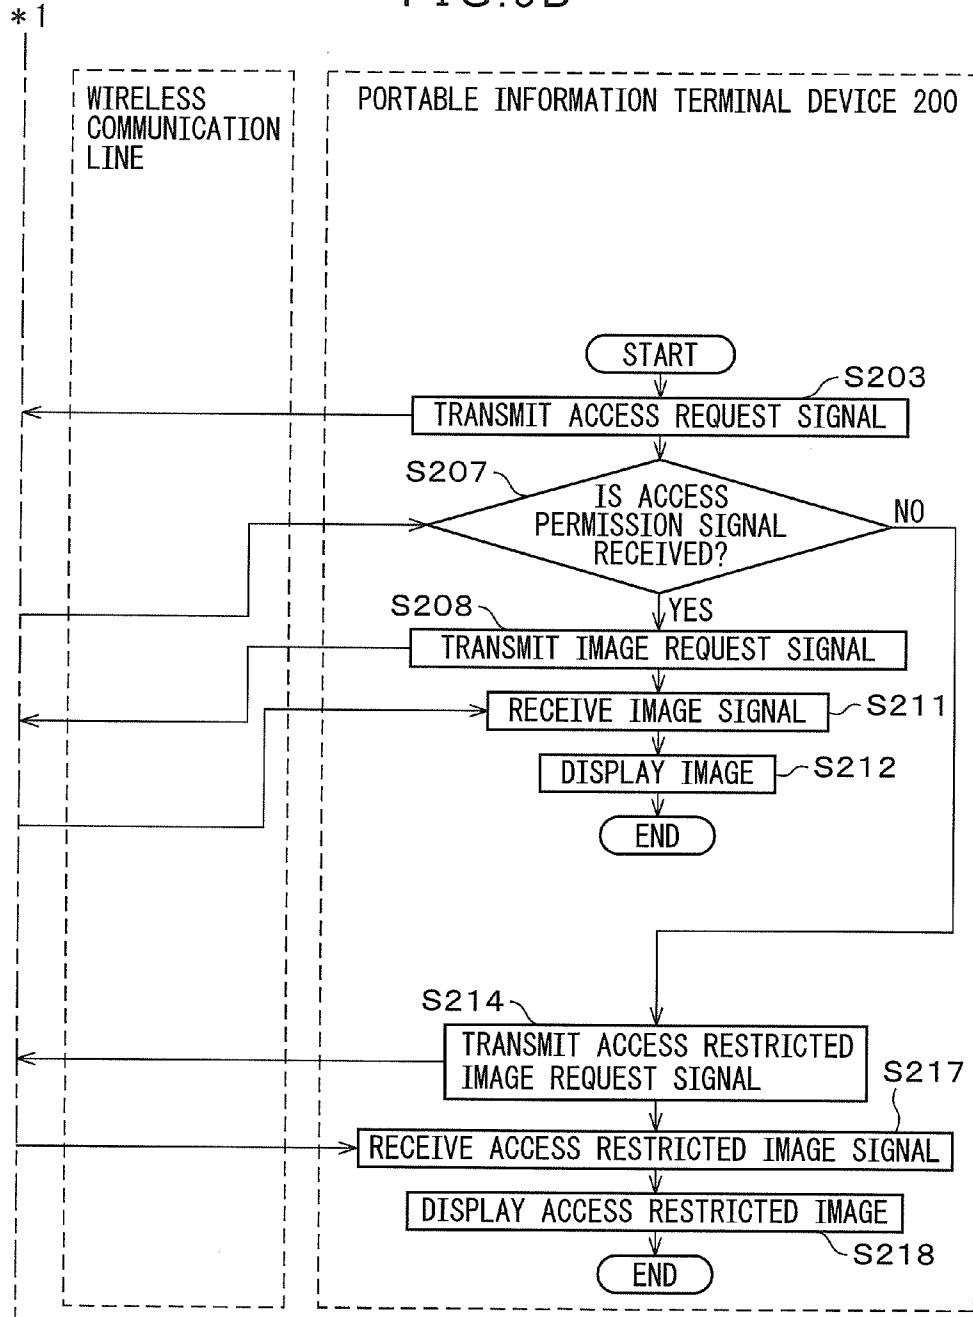 *1
WIRELESS
COMMUNICATION
LINE
PORTABLE INFORMATION TERMINAL DEVICE 200
START
S203
TRANSMIT ACCESS REQUEST SIGNAL
S207
IS ACCESS
PERMISSION SIGNAL
RECEIVED?
NO
YES
S208
TRANSMIT IMAGE REQUEST SIGNAL
RECEIVE IMAGE SIGNAL
S211
DISPLAY IMAGE
S212
END
S214
TRANSMIT ACCESS RESTRICTED
IMAGE REQUEST SIGNAL
S217
RECEIVE ACCESS RESTRICTED IMAGE SIGNAL
DISPLAY ACCESS RESTRICTED IMAGE
S218
END